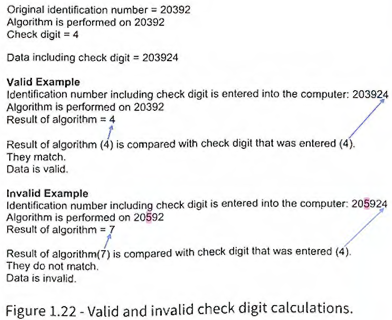 Original identification number = 20392
Algorithm is performed on 20392
Check digit = 4
Data including check digit = 203924
Valid Example
Identification number including check digit is entered into the computer: 203924
Algorithm is performed on 20392
Result of algorithm = 4
Result of algorithm (4) is compared with check digit that was entered (4).
They match.
Data is valid.
Invalid Example
Identification number including check digit is entered into the computer: 205924
Algorithm is performed on 20592
Result of algorithm = 7
Result of algorithm(7) is compared with check digit that was entered (4).
They do not match.
Data is invalid.
Figure 1.22 - Valid and invalid check digit calculations.